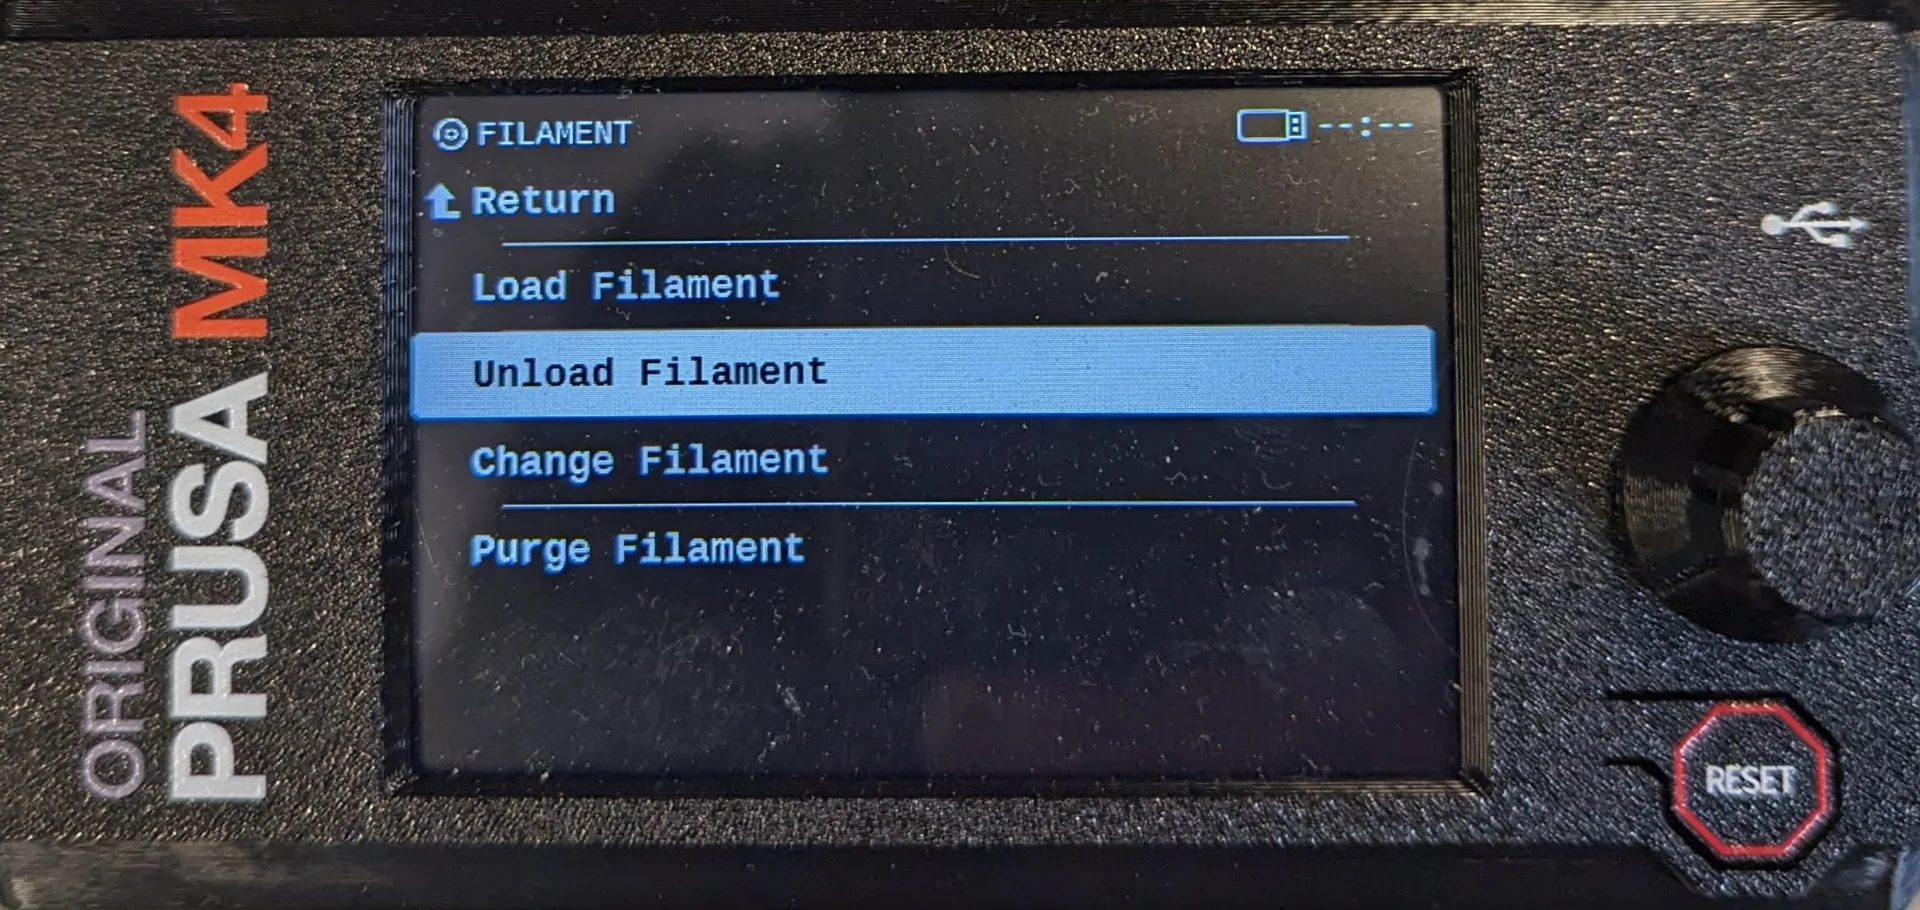 ORIGINAL
PRUSA MK4
FILAMENT
--:--
Return
Load Filament
Unload Filament
Change Filament
Purge Filament
RESET